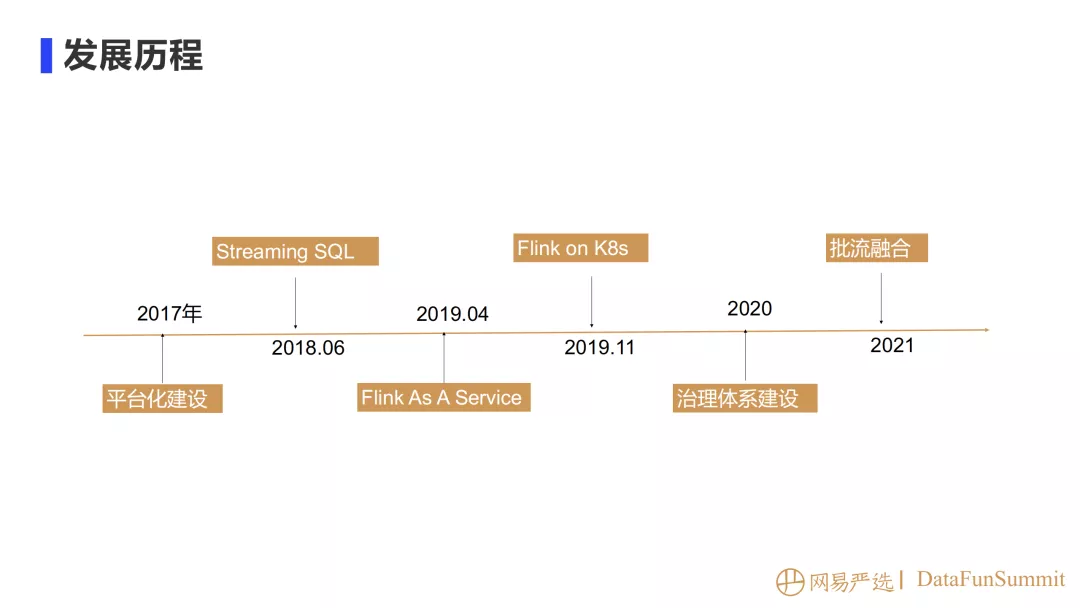 发展历程
Streaming SQL
Flink on K8s
批流融合
2017年
2019.04
2020
2018.06
2019.11
2021
平台化建设
Flink As A Service
治理体系建设
网易严选 | DataFunSummit